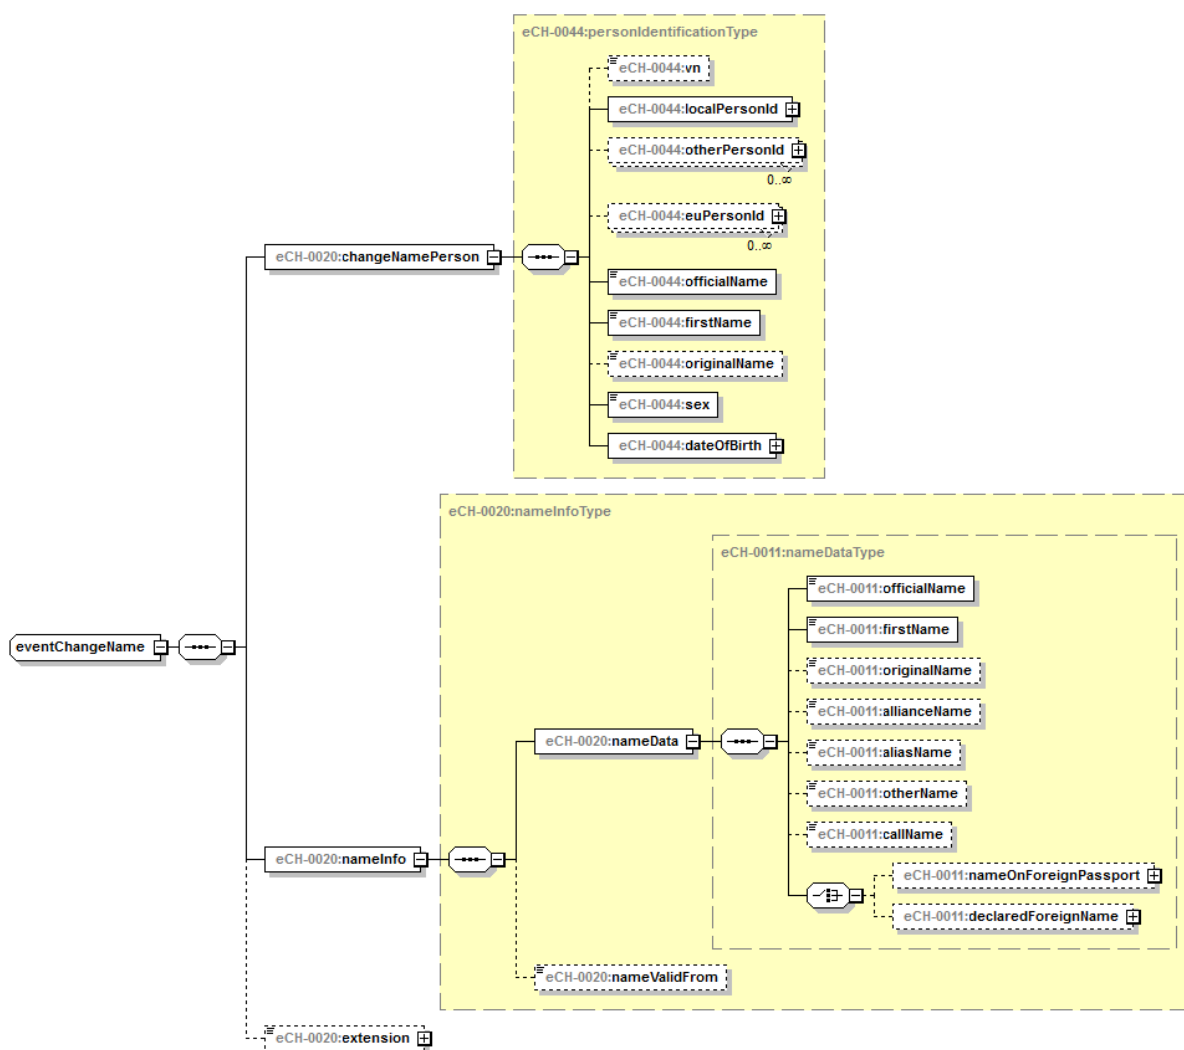 eCH-0044:personIdentificationType
eCH-0044:vn
eCH-0044:localPersonId
eCH-0044:otherPersonId
0..∞
eCH-0044:euPersonId
0..∞
eCH-0020:changeNamePerson
eCH-0044:officialName
eCH-0044:firstName
eCH-0044:originalName
eCH-0044:sex
eCH-0044:dateOfBirth
eCH-0020:nameInfoType
eCH-0011:nameDataType
eCH-0011:officialName
eCH-0011:firstName
eventChangeName
eCH-0011:originalName
eCH-0011:allianceName
eCH-0020:nameData
eCH-0011:aliasName
eCH-0011:otherName
eCH-0011:callName
eCH-0020:nameInfo
eCH-0011:nameOnForeignPassport
eCH-0011:declaredForeignName
eCH-0020:nameValidFrom
eCH-0020:extension